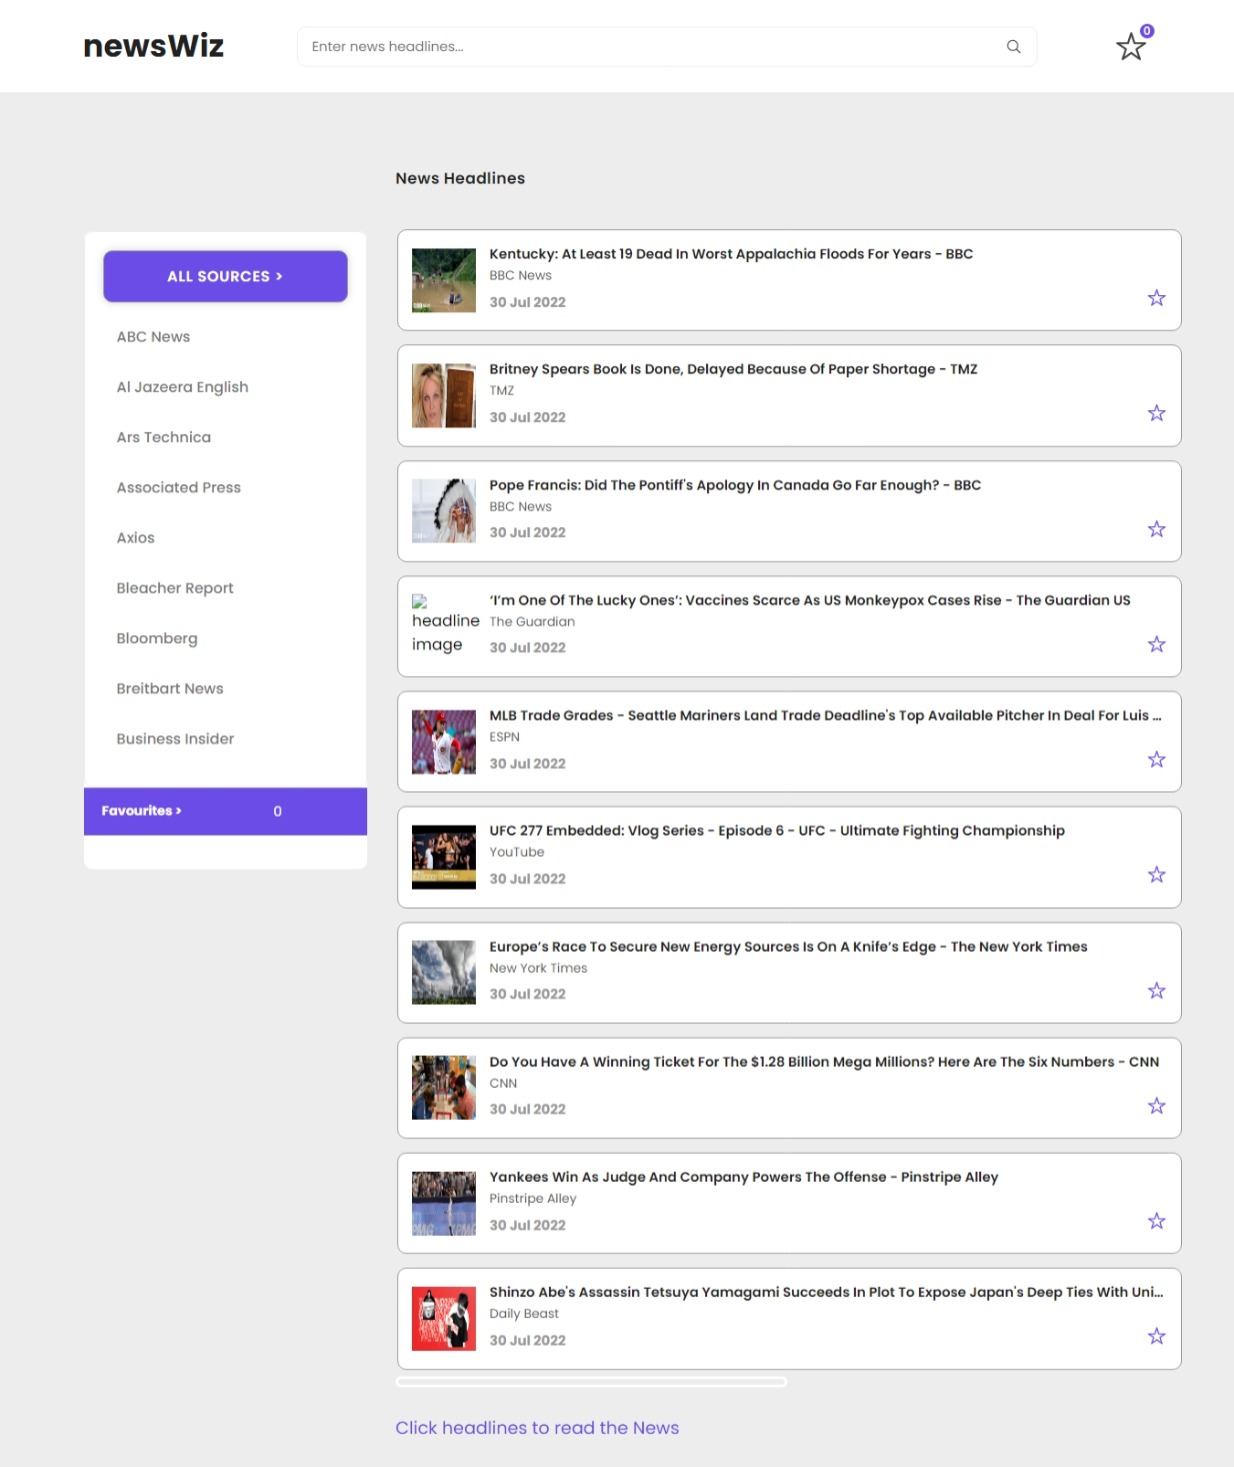 newsWiz
Enter news headlines...
0
News Headlines
ALL SOURCES >
ABC News
Al Jazeera English
Ars Technica
Associated Press
Axios
Bleacher Report
Bloomberg
Breitbart News
Business Insider
Favourites > 0
Kentucky: At Least 19 Dead In Worst Appalachia Floods For Years - BBC
BBC News
30 Jul 2022
Britney Spears Book Is Done, Delayed Because Of Paper Shortage - TMZ
TMZ
30 Jul 2022
Pope Francis: Did The Pontiff's Apology In Canada Go Far Enough? - BBC
BBC News
30 Jul 2022
headline
image
‘I’m One Of The Lucky Ones’: Vaccines Scarce As US Monkeypox Cases Rise - The Guardian US
The Guardian
30 Jul 2022
MLB Trade Grades - Seattle Mariners Land Trade Deadline's Top Available Pitcher In Deal For Luis ...
ESPN
30 Jul 2022
UFC 277 Embedded: Vlog Series - Episode 6 - UFC - Ultimate Fighting Championship
YouTube
30 Jul 2022
Europe’s Race To Secure New Energy Sources Is On A Knife’s Edge - The New York Times
New York Times
30 Jul 2022
Do You Have A Winning Ticket For The $1.28 Billion Mega Millions? Here Are The Six Numbers - CNN
CNN
30 Jul 2022
Yankees Win As Judge And Company Powers The Offense - Pinstripe Alley
Pinstripe Alley
30 Jul 2022
Shinzo Abe's Assassin Tetsuya Yamagami Succeeds In Plot To Expose Japan's Deep Ties With Uni...
Daily Beast
30 Jul 2022
Click headlines to read the News